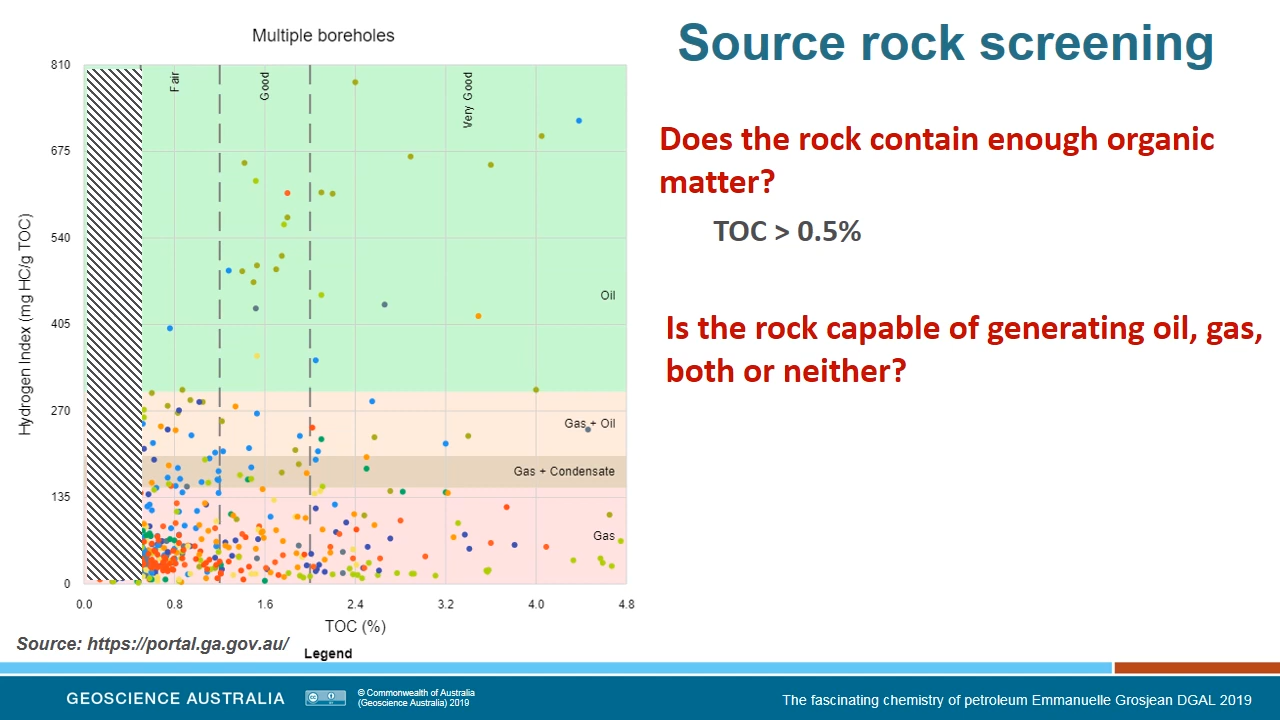 Multiple boreholes
Source rock screening
Does the rock contain enough organic
matter?
TOC > 0.5%
Is the rock capable of generating oil, gas,
both or neither?
Hydrogen Index (mg HC/g TOC)
810
675
540
405
270
135
0
Fair
Good
Very Good
Oil
Gas + Oil
Gas + Condensate
Gas
0.0 0.8 1.6 2.4 3.2 4.0 4.8
TOC (%)
Source: https://portal.ga.gov.au/
Legend
GEOSCIENCE AUSTRALIA
© Commonwealth of Australia
(Geoscience Australia) 2019
The fascinating chemistry of petroleum Emmanuelle Grosjean DGAL 2019